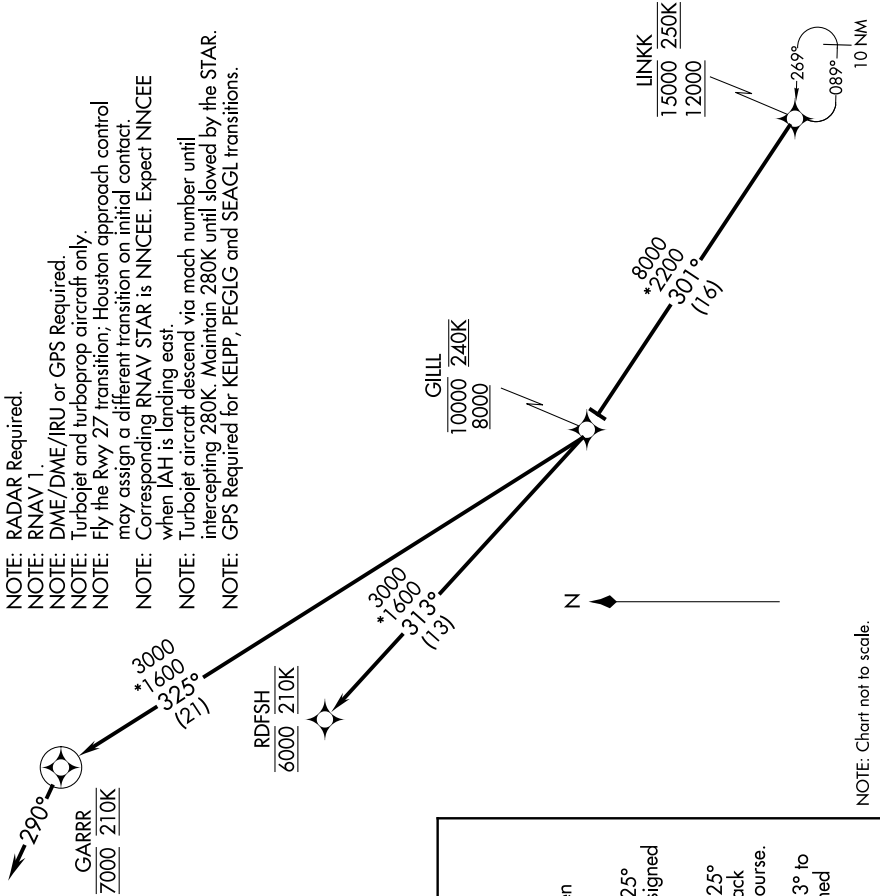 NOTE: RADAR Required.
NOTE: RNAV 1.
NOTE: DME/DME/IRU or GPS Required.
NOTE: Turbojet and turboprop aircraft only.
NOTE: Fly the Rwy 27 transition; Houston approach control
may assign a different transition on initial contact.
NOTE: Corresponding RNAV STAR is NNCEE. Expect NNCEE
when IAH is landing east.
NOTE: Turbojet aircraft descend via mach number until
intercepting 280K. Maintain 280K until slowed by the STAR.
NOTE: GPS Required for KELPP, PEGLG and SEAGL transitions.
LINKK
15000 250K
12000
269°
089°
10 NM
8000
*2200
301°
(16)
GILLL
10000 240K
8000
3000
*1600
325°
(21)
3000
*1600
313°
(13)
RDFSH
6000 210K
290°
GARRR
7000 210K
N
NOTE: Chart not to scale.
en
25°
signed
25°
ack
ourse.
3° to
ned